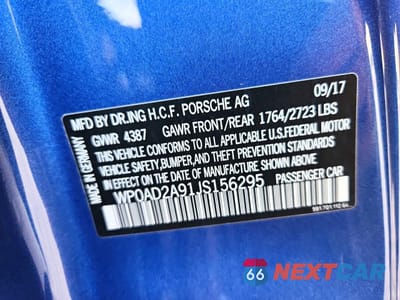 09/17
MFD BY DR.ING H.C.F. PORSCHE AG
GVWR 4387 GAWR FRONT/REAR 1764/2723 LBS
THIS VEHICLE CONFORMS TO ALL APPLICABLE U.S.FEDERAL MOTOR
VEHICLE SAFETY,BUMPER,AND THEFT PREVENTION STANDARDS IN
EFFECT ON THE DATE OF MANUFACTURE SHOWN ABOVE.
WP0AD2A91JS156295 PASSENGER CAR
MADE IN GERMANY
66 NEXTCAR